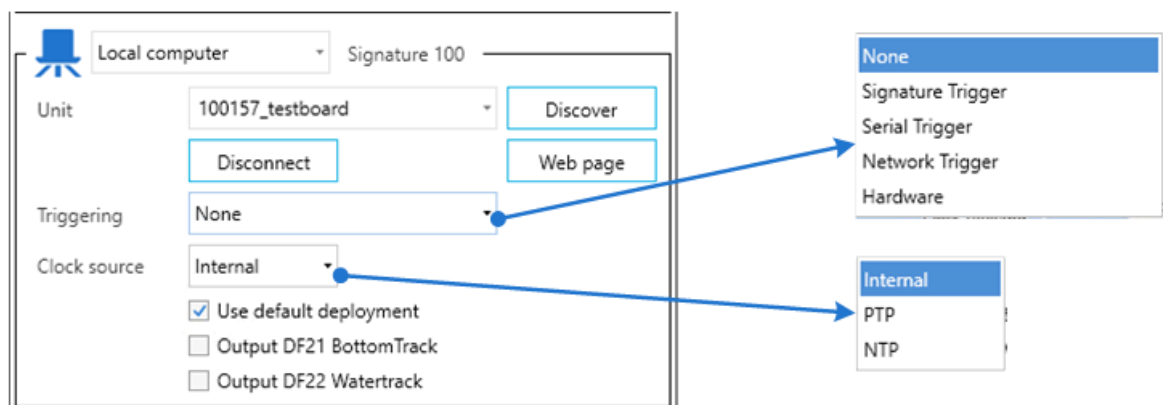 Local computer Signature 100
Unit 100157_testboard Discover
Disconnect Web page
Triggering None
Clock source Internal
Use default deployment
Output DF21 BottomTrack
Output DF22 Watertrack
None
Signature Trigger
Serial Trigger
Network Trigger
Hardware
Internal
PTP
NTP